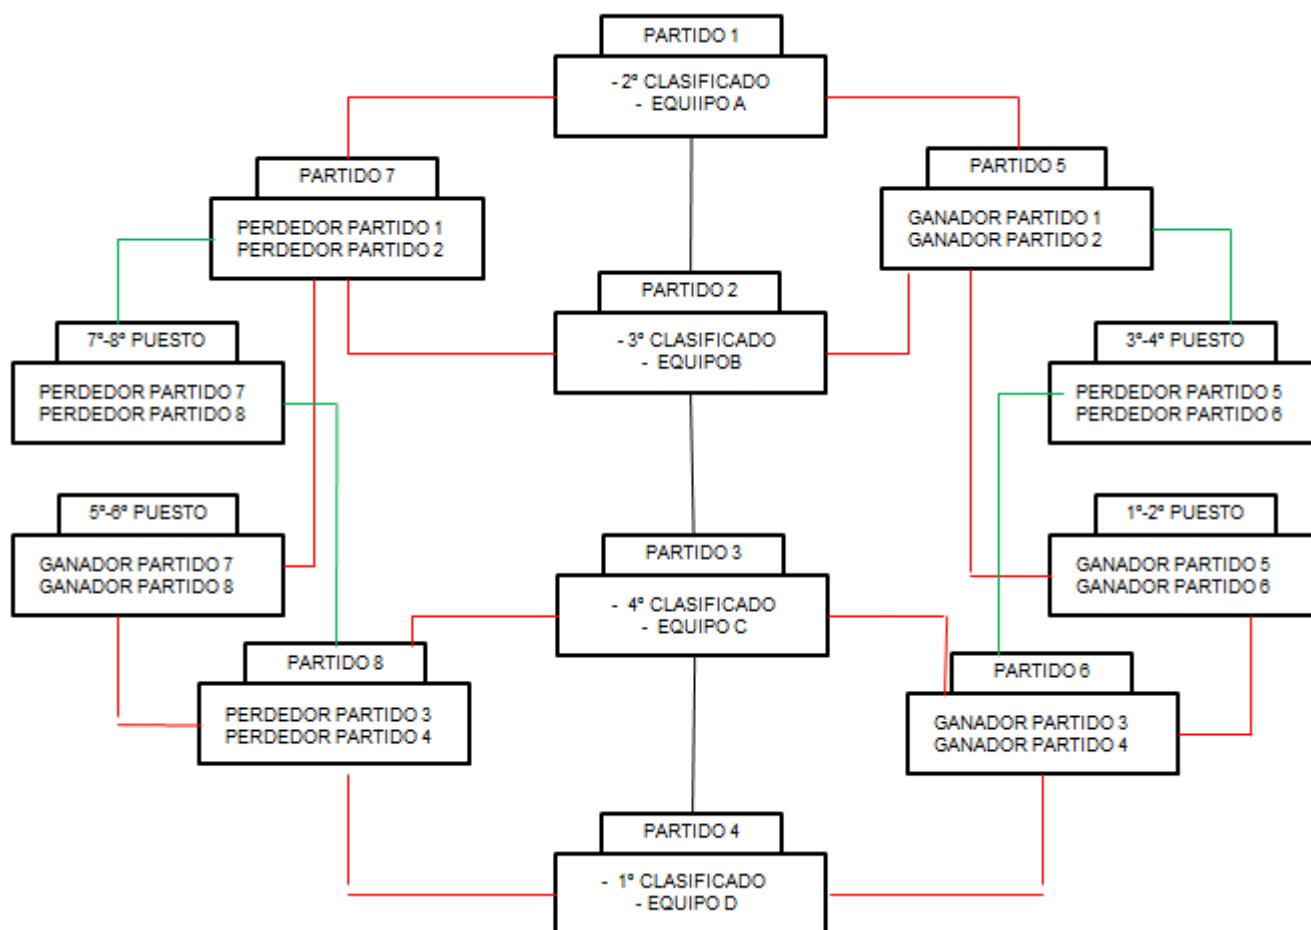 PARTIDO 1
- 2º CLASIFICADO
- EQUIIPO A
PARTIDO 7
PERDEDOR PARTIDO 1
PERDEDOR PARTIDO 2
PARTIDO 5
GANADOR PARTIDO 1
GANADOR PARTIDO 2
PARTIDO 2
- 3º CLASIFICADO
- EQUIPOB
7º-8º PUESTO
PERDEDOR PARTIDO 7
PERDEDOR PARTIDO 8
3º-4º PUESTO
PERDEDOR PARTIDO 5
PERDEDOR PARTIDO 6
5º-6º PUESTO
GANADOR PARTIDO 7
GANADOR PARTIDO 8
1º-2º PUESTO
GANADOR PARTIDO 5
GANADOR PARTIDO 6
PARTIDO 3
- 4º CLASIFICADO
- EQUIPO C
PARTIDO 8
PERDEDOR PARTIDO 3
PERDEDOR PARTIDO 4
PARTIDO 6
GANADOR PARTIDO 3
GANADOR PARTIDO 4
PARTIDO 4
- 1º CLASIFICADO
- EQUIPO D